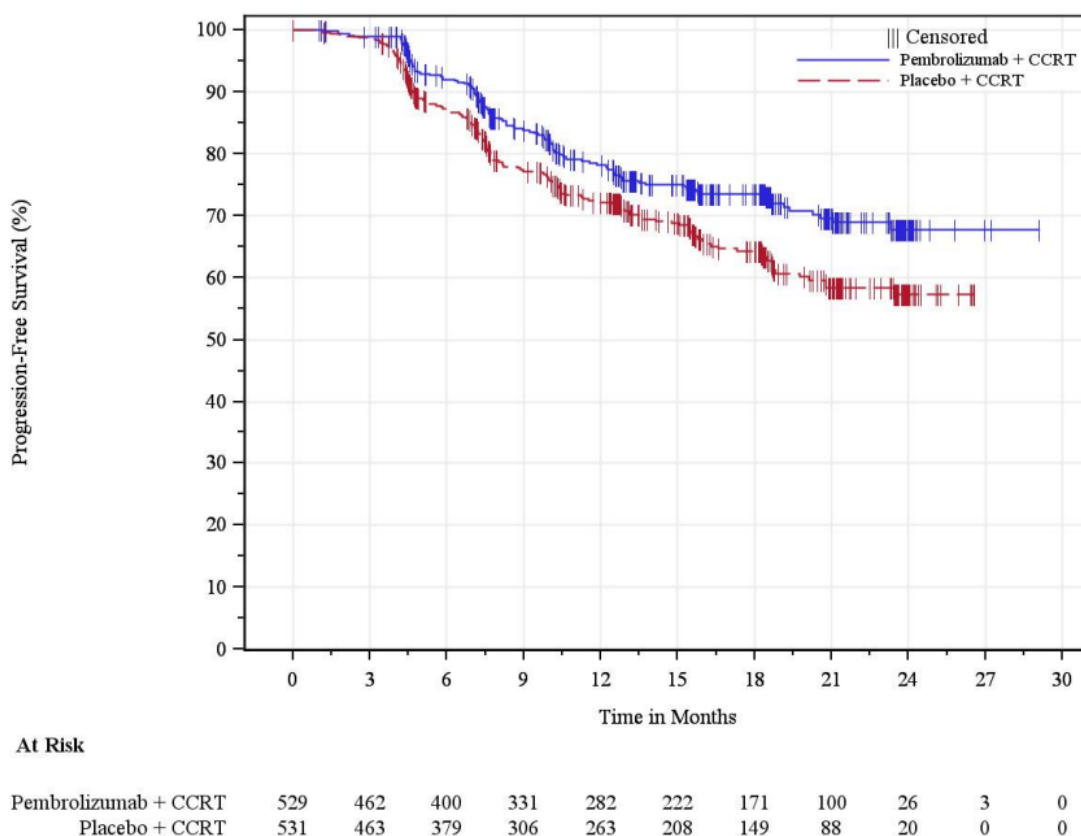 100
90
80
70
60
50
40
30
20
10
0
Progression-Free Survival (%)
||| Censored
Pembrolizumab + CCRT
Placebo + CCRT
0 3 6 9 12 15 18 21 24 27 30
Time in Months
At Risk
Pembrolizumab + CCRT 529 462 400 331 282 222 171 100 26 3 0
Placebo + CCRT 531 463 379 306 263 208 149 88 20 0 0